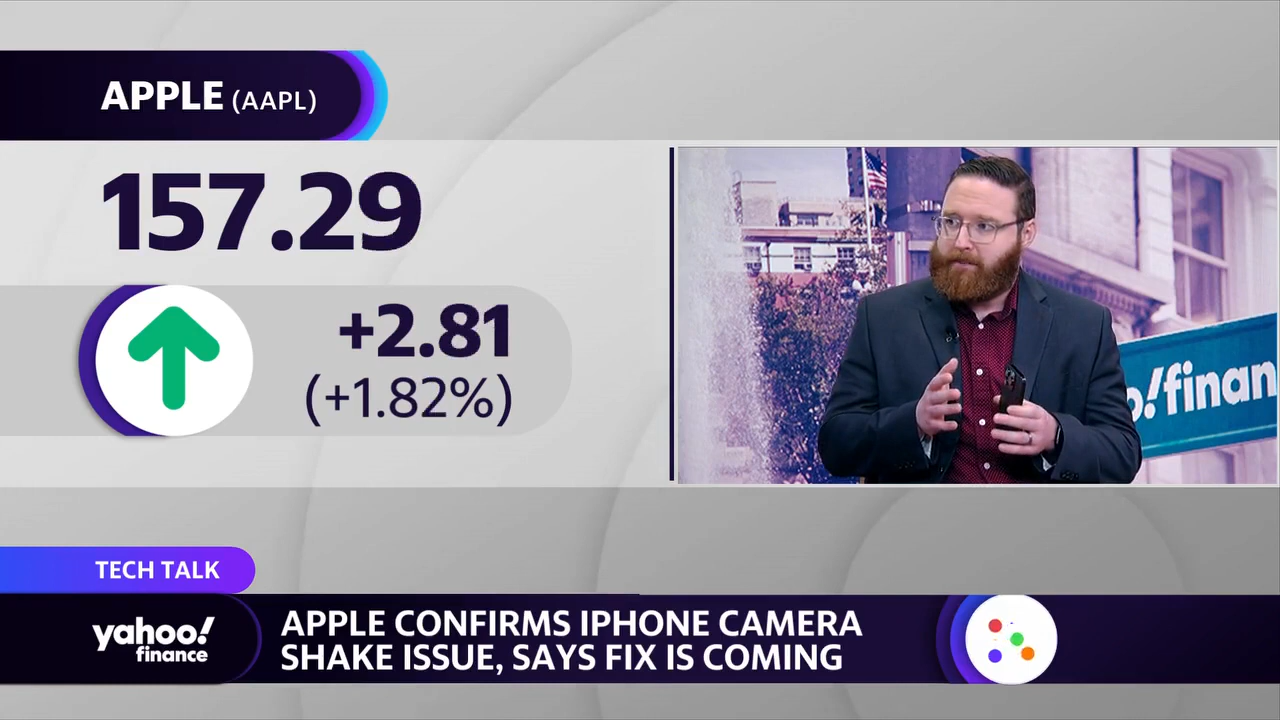 APPLE (AAPL)
157.29
+2.81
(+1.82%)
o!finan
TECH TALK
yahoo!
finance
APPLE CONFIRMS IPHONE CAMERA
SHAKE ISSUE, SAYS FIX IS COMING